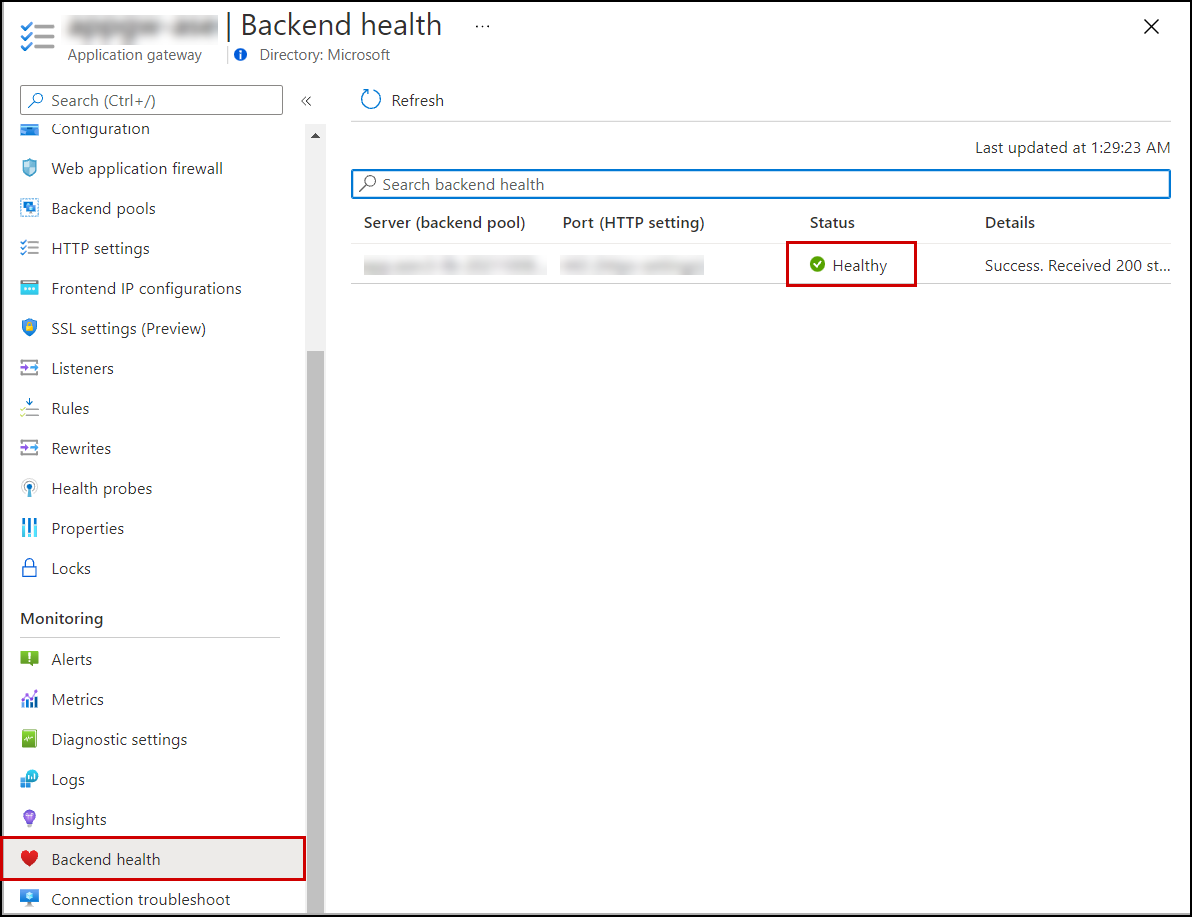 | Backend health ...
Application gateway
Directory: Microsoft
Search (Ctrl+/)
«
Configuration
Web application firewall
Backend pools
HTTP settings
Frontend IP configurations
SSL settings (Preview)
Listeners
Rules
Rewrites
Health probes
Properties
Locks
Monitoring
Alerts
Metrics
Diagnostic settings
Logs
Insights
Backend health
Connection troubleshoot
Refresh
Last updated at 1:29:23 AM
Search backend health
Server (backend pool) Port (HTTP setting) Status Details
Healthy Success. Received 200 st...